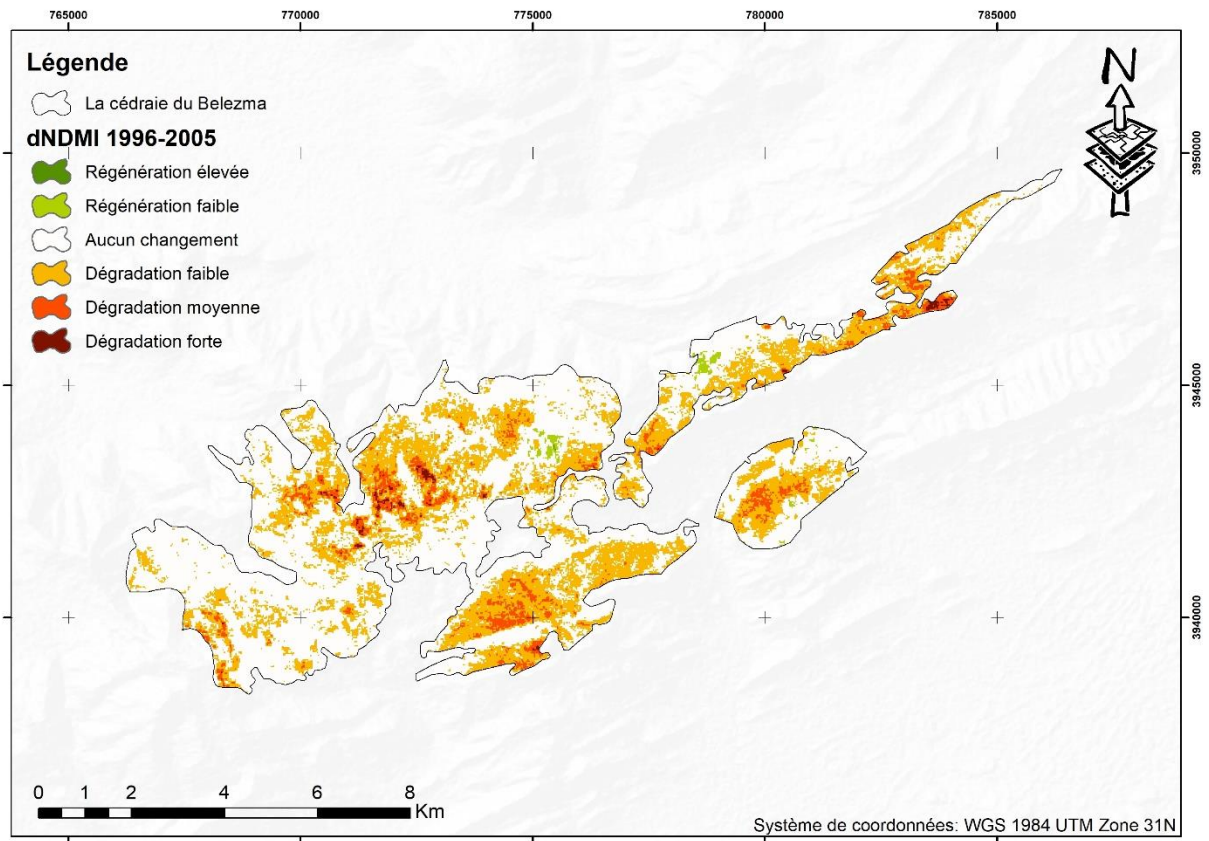 765000 770000 775000 780000 785000
Légende
La cédraie du Belezma
dNDMI 1996-2005
Régénération élevée
Régénération faible
Aucun changement
Dégradation faible
Dégradation moyenne
Dégradation forte
N
3950000
3945000
3940000
0 1 2 4 6 8
Km
Système de coordonnées: WGS 1984 UTM Zone 31N